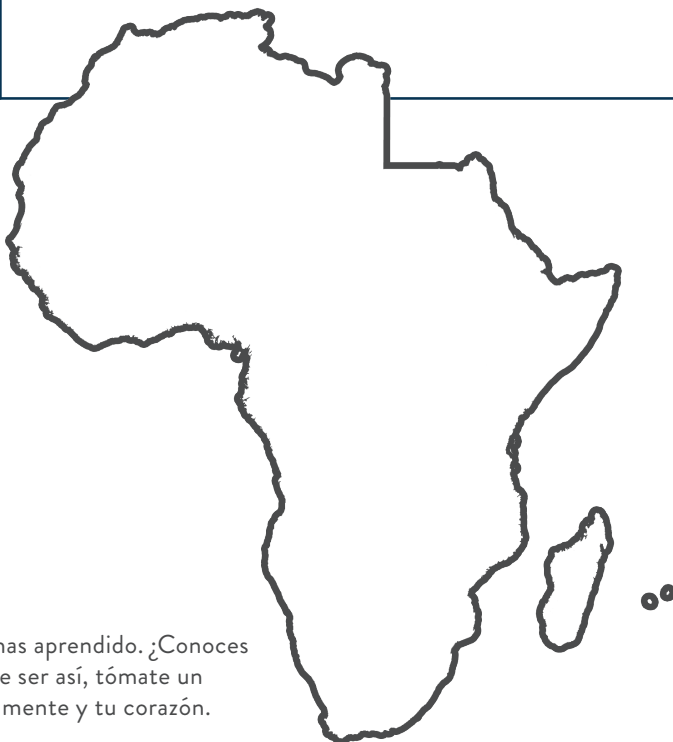 has aprendido. ¿Conoces
e ser así, tómate un
mente y tu corazón.